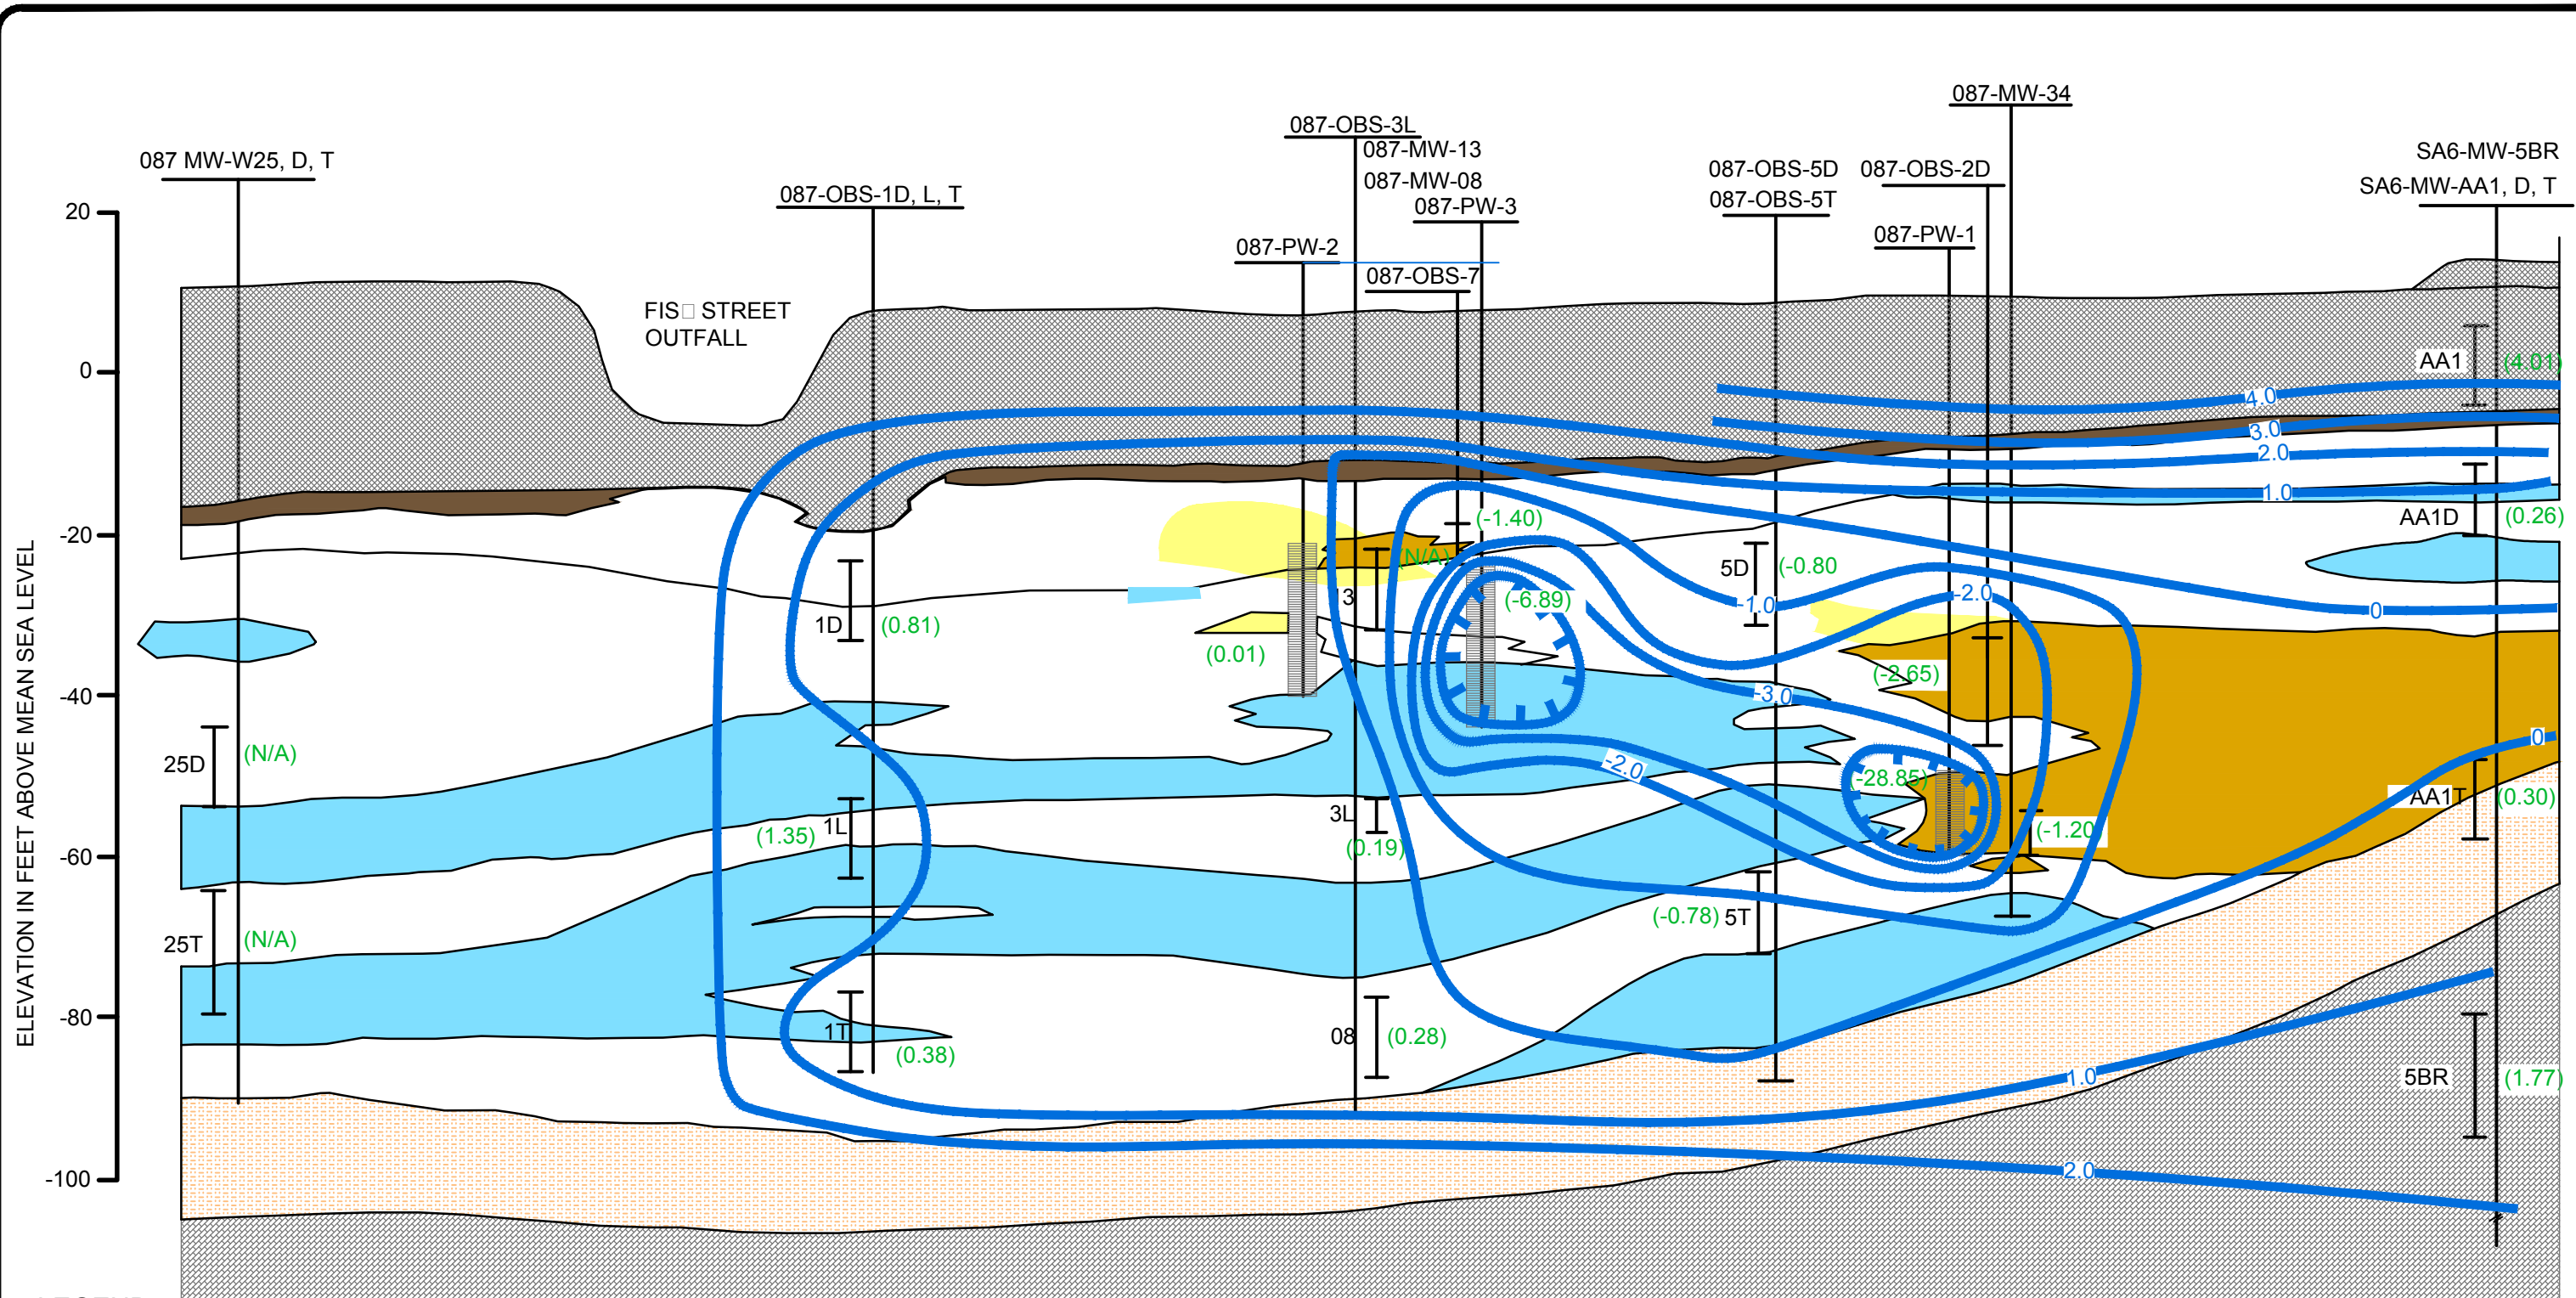 087-MW-34
087-OBS-3L
087-MW-13
SA6-MW-5BR
087 MW-W25, D, T
087-OBS-5D
087-OBS-2D
087-MW-08
SA6-MW-AA1, D, T
087-OBS-1D, L, T
087-OBS-5T
087-PW-3
20
087-PW-1
087-PW-2
087-OBS-7
FIS□ STREET
OUTFALL
0
AA1
(4.01)
4.0
3.0
2.0
1.0
-20
(-1.40)
AA1D
(0.26)
(N/A)
5D
(-0.80
ELEVATION IN FEET ABOVE MEAN SEA LEVEL
13
(-6.89)
-1.0
-2.0
0
1D
(0.81)
(0.01)
(-2.65)
-40
-3.0
0
25D
(N/A)
-2.0
(-28.85)
AA1T
(0.30)
3L
(1.35)
1L
(-1.20)
(0.19)
-60
25T
(N/A)
(-0.78)
5T
-80
1T
(0.38)
08
(0.28)
1.0
5BR
(1.77)
2.0
-100